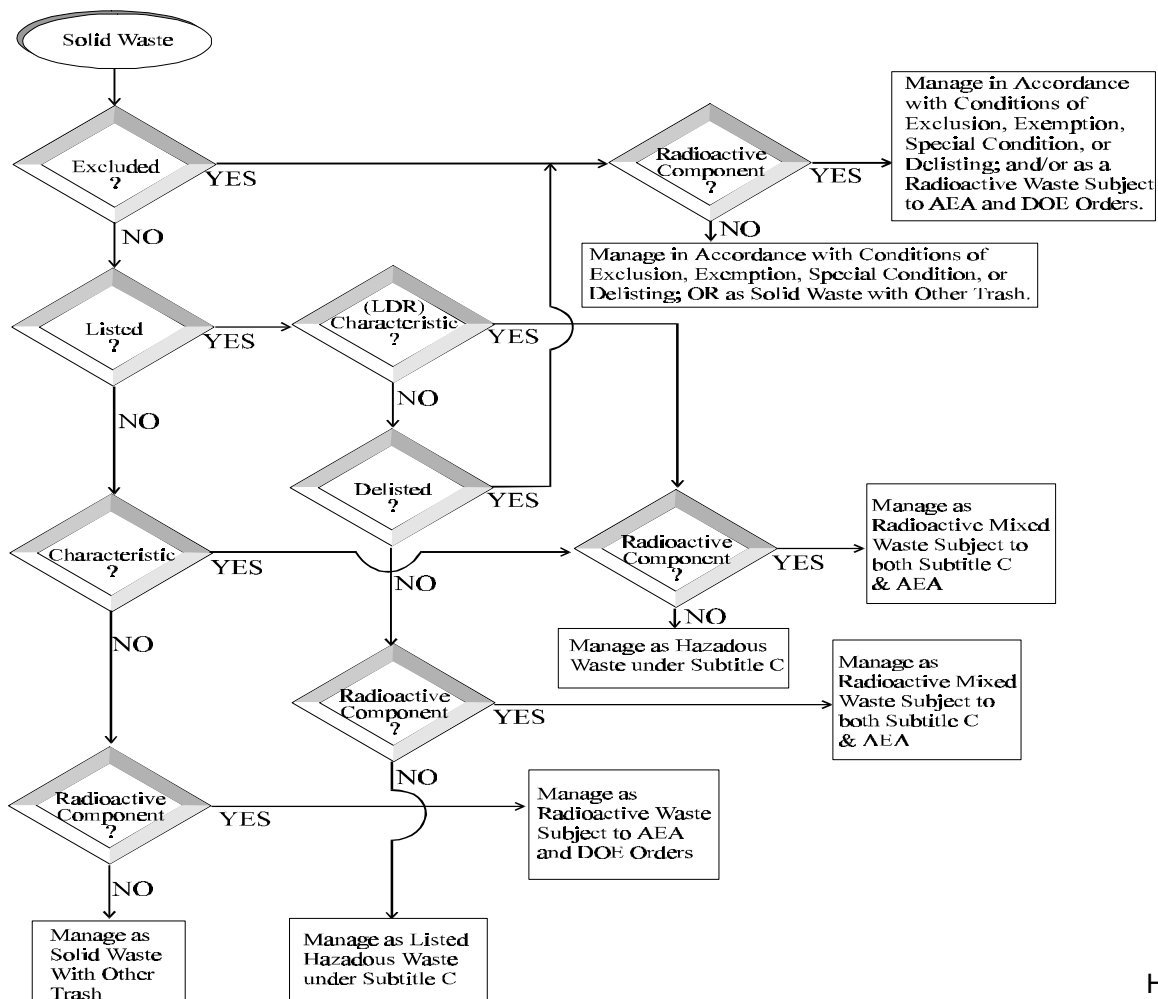 Solid Waste
Excluded
?
YES
NO
Radioactive
Component
?
YES
NO
Manage in Accordance
with Conditions of
Exclusion, Exemption,
Special Condition, or
Delisting; and/or as a
Radioactive Waste Subject
to AEA and DOE Orders.
Manage in Accordance with Conditions of
Exclusion, Exemption, Special Condition, or
Delisting; OR as Solid Waste with Other Trash.
Listed
?
YES
NO
(LDR)
Characteristic
?
YES
NO
Delisted
?
YES
NO
Characteristic
?
YES
NO
Radioactive
Component
?
YES
NO
Manage as
Radioactive Mixed
Waste Subject to
both Subtitle C
& AEA
Manage as Hazadous
Waste under Subtitle C
Radioactive
Component
?
YES
NO
Manage as
Radioactive Mixed
Waste Subject to
both Subtitle C
& AEA
Radioactive
Component
?
YES
NO
Manage as
Radioactive Waste
Subject to AEA
and DOE Orders
Manage as
Solid Waste
With Other
Trash
Manage as Listed
Hazadous Waste
under Subtitle C
H